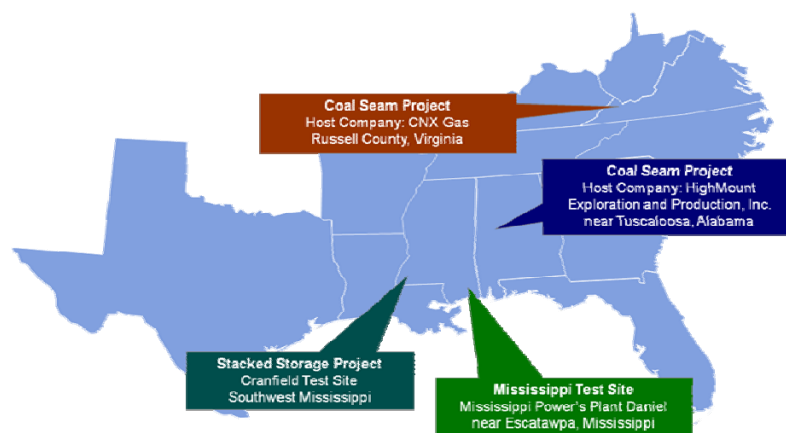 Coal Seam Project
Host Company: CNX Gas
Russell County, Virginia
Coal Seam Project
Host Company: HighMount
Exploration and Production, Inc.
near Tuscaloosa, Alabama
Stacked Storage Project
Cranfield Test Site
Southwest Mississippi
Mississippi Test Site
Mississippi Power's Plant Daniel
near Escatawpa, Mississippi